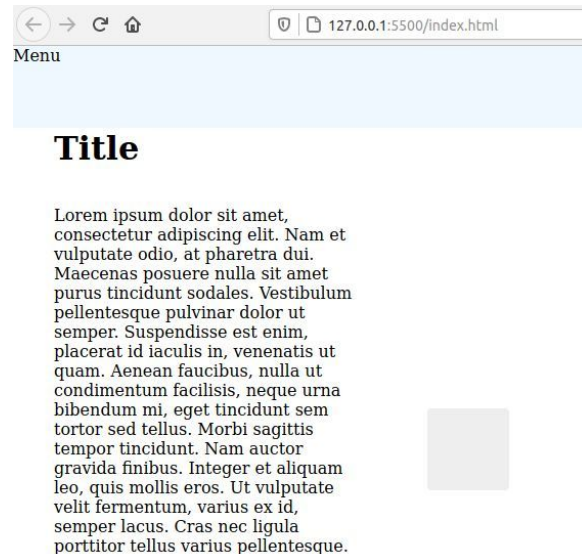 127.0.0.1:5500/index.html
Menu
Title
Lorem ipsum dolor sit amet,
consectetur adipiscing elit. Nam et
vulputate odio, at pharetra dui.
Maecenas posuere nulla sit amet
purus tincidunt sodales. Vestibulum
pellentesque pulvinar dolor ut
semper. Suspendisse est enim,
placerat id iaculis in, venenatis ut
quam. Aenean faucibus, nulla ut
condimentum facilisis, neque urna
bibendum mi, eget tincidunt sem
tortor sed tellus. Morbi sagittis
tempor tincidunt. Nam auctor
gravida finibus. Integer et aliquam
leo, quis mollis eros. Ut vulputate
velit fermentum, varius ex id,
semper lacus. Cras nec ligula
porttitor tellus varius pellentesque.